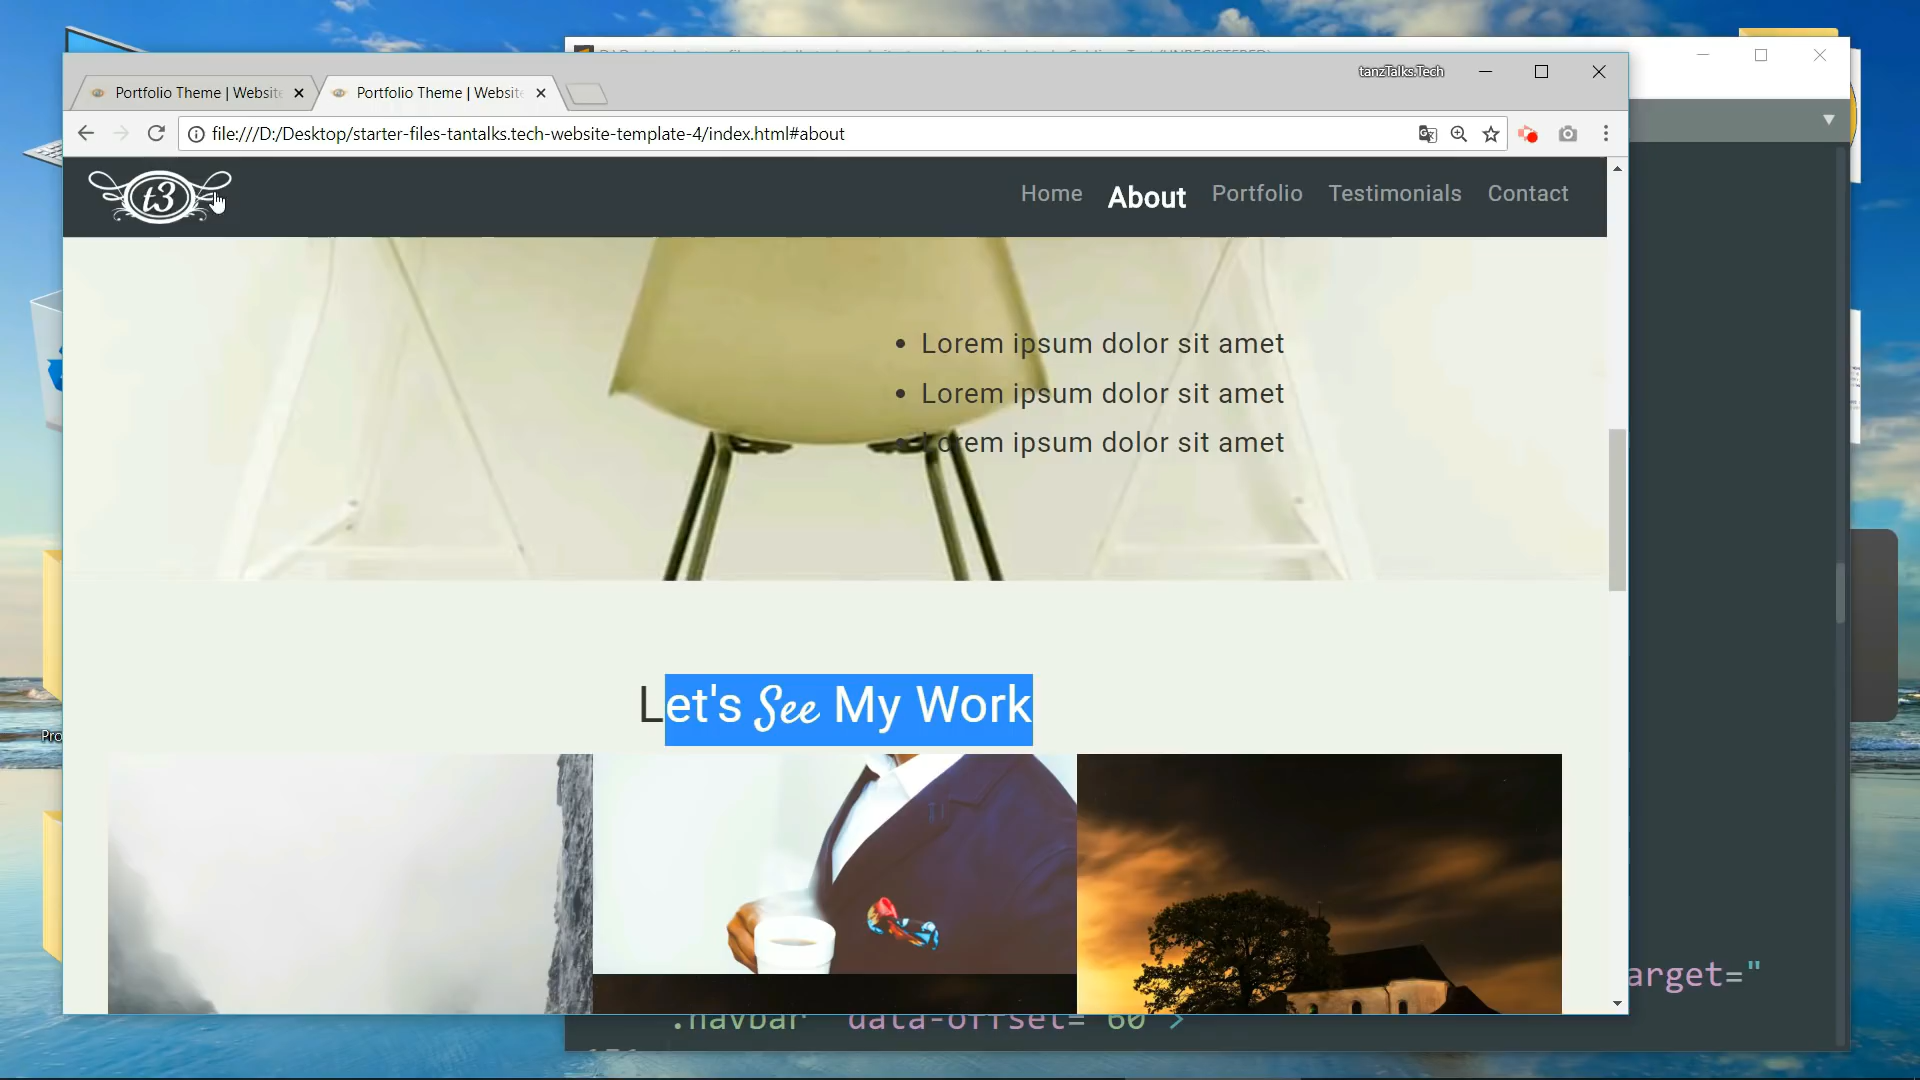 tanzTalks.Tech
Portfolio Theme | Website
Portfolio Theme | Website
file:///D:/Desktop/starter-files-tantalks.tech-website-template-4/index.html#about
t3
Home About Portfolio Testimonials Contact
Lorem ipsum dolor sit amet
Lorem ipsum dolor sit amet
Lorem ipsum dolor sit amet
Let's See My Work
Pro
arget="
.navbar" data-offset="60">